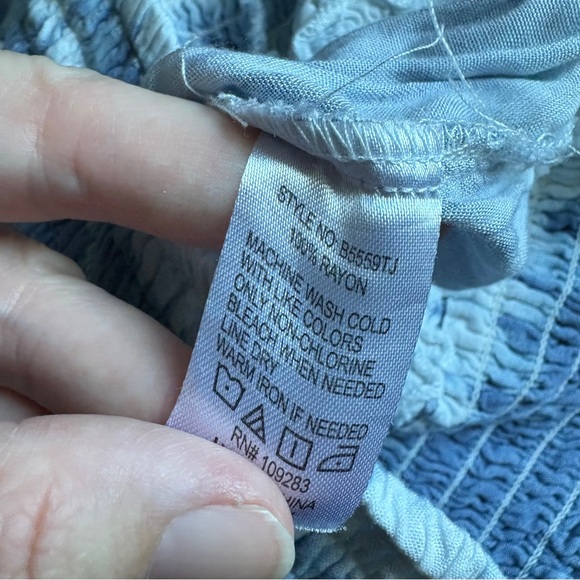 STYLE NO: B5559TJ
100% RAYON
MACHINE WASH COLD
WITH LIKE COLORS
ONLY NON-CHLORINE
BLEACH WHEN NEEDED
LINE DRY
WARM IRON IF NEEDED
RN# 109283